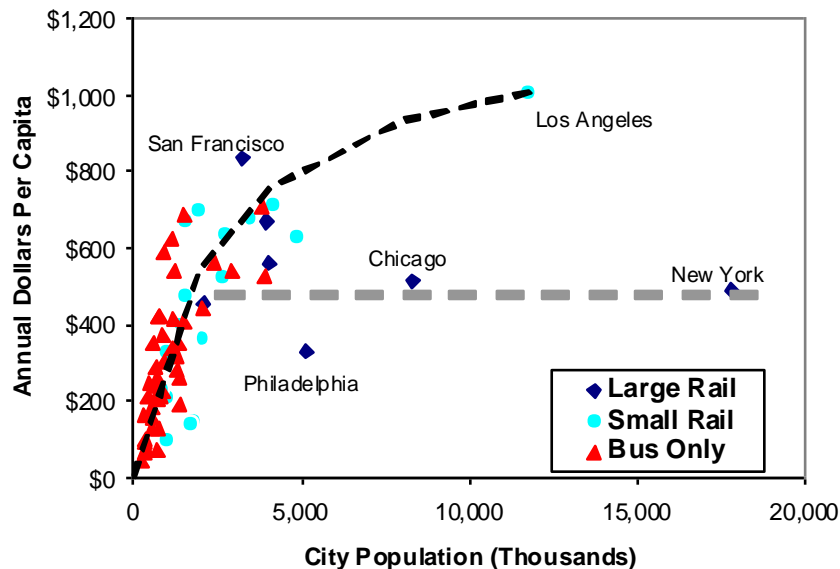 $1,200
$1,000
$800
$600
$400
$200
$0
Annual Dollars Per Capita
San Francisco
Los Angeles
Chicago
New York
Philadelphia
Large Rail
Small Rail
Bus Only
0
5,000
10,000
15,000
20,000
City Population (Thousands)